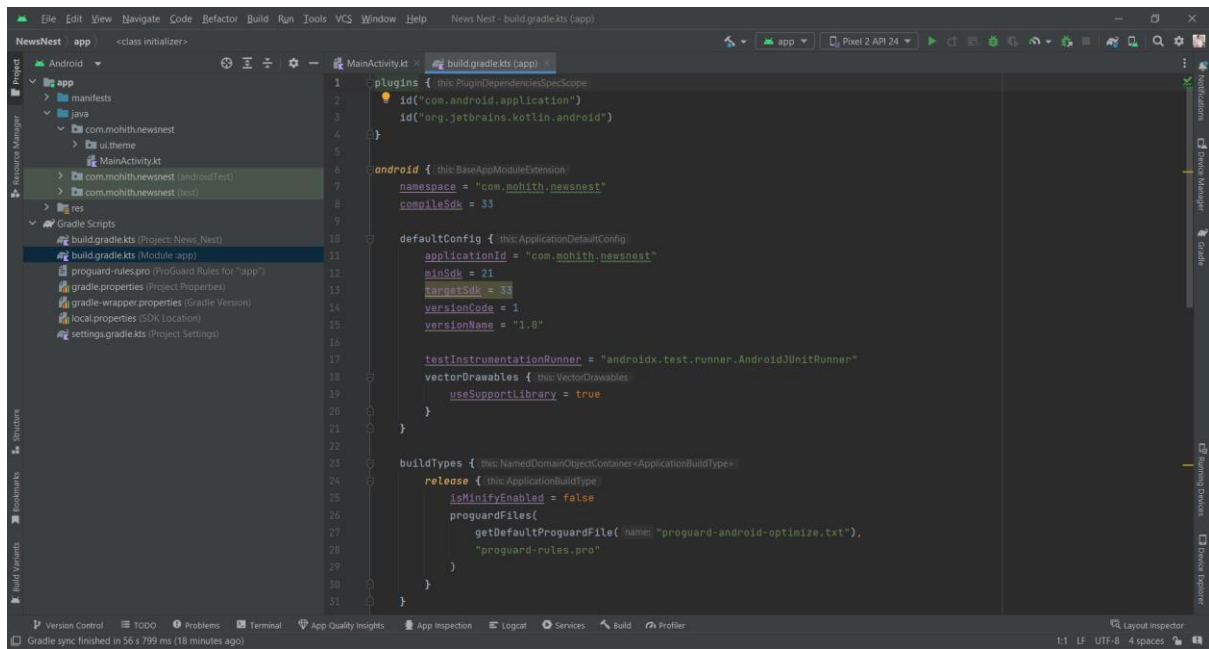 File Edit View Navigate Code Refactor Build Run Tools VCS Window Help News Nest - build.gradle.kts (:app)
NewsNest app <class initializer> app Pixel 2 API 24
Android
MainActivity.kt build.gradle.kts (:app)
Project
Resource Manager
Structure
Bookmarks
Build Variants
app
manifests
java
com.mohith.newsnest
ui.theme
MainActivity.kt
com.mohith.newsnest (androidTest)
com.mohith.newsnest (test)
res
Gradle Scripts
build.gradle.kts (Project: News_Nest)
build.gradle.kts (Module :app)
proguard-rules.pro (ProGuard Rules for ":app")
gradle.properties (Project Properties)
gradle-wrapper.properties (Gradle Version)
local.properties (SDK Location)
settings.gradle.kts (Project Settings)
1 plugins { this: PluginDependenciesSpecScope
2 id("com.android.application")
3 id("org.jetbrains.kotlin.android")
4 }
5
6 android { this: BaseAppModuleExtension
7 namespace = "com.mohith.newsnest"
8 compileSdk = 33
9
10 defaultConfig { this: ApplicationDefaultConfig
11 applicationId = "com.mohith.newsnest"
12 minSdk = 21
13 targetSdk = 33
14 versionCode = 1
15 versionName = "1.0"
16
17 testInstrumentationRunner = "androidx.test.runner.AndroidJUnitRunner"
18 vectorDrawables { this: VectorDrawables
19 useSupportLibrary = true
20 }
21 }
22
23 buildTypes { this: NamedDomainObjectContainer<ApplicationBuildType>
24 release { this: ApplicationBuildType
25 isMinifyEnabled = false
26 proguardFiles(
27 getDefaultProguardFile( name: "proguard-android-optimize.txt"),
28 "proguard-rules.pro"
29 )
30 }
31 }
Notifications
Device Manager
Gradle
Running Devices
Device Explorer
Version Control TODO Problems Terminal App Quality Insights App Inspection Logcat Services Build Profiler Layout Inspector
Gradle sync finished in 56 s 799 ms (18 minutes ago) 1:1 LF UTF-8 4 spaces